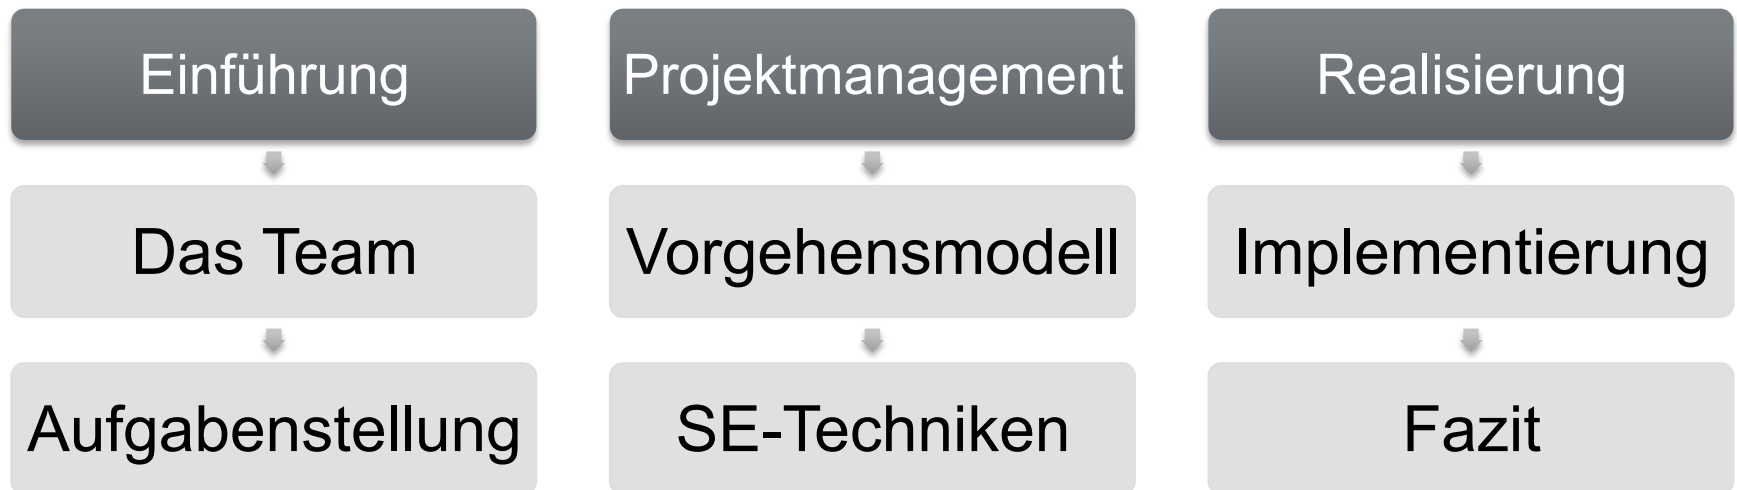 Einführung
Das Team
Aufgabenstellung
Projektmanagement
Vorgehensmodell
SE-Techniken
Realisierung
Implementierung
Fazit